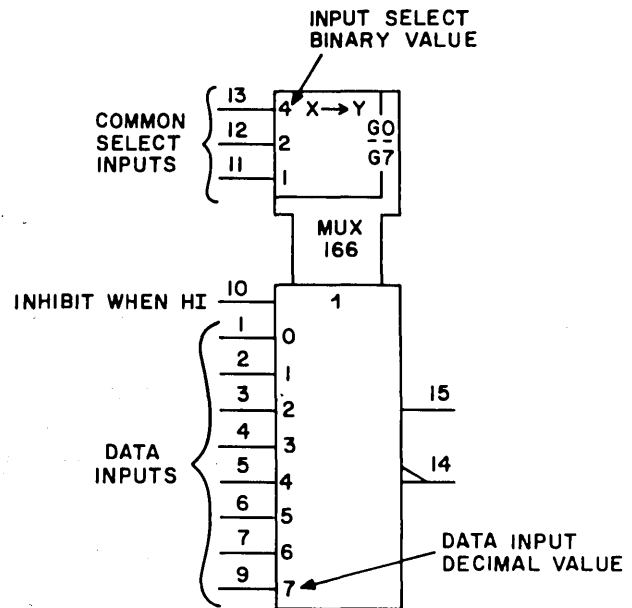 INPUT SELECT
BINARY VALUE
COMMON
SELECT
INPUTS
13
4
X→Y
12
2
G0
G7
11
1
MUX
166
INHIBIT WHEN HI
10
1
DATA
INPUTS
1
0
2
1
3
2
15
4
3
5
4
14
6
5
7
6
9
7
DATA INPUT
DECIMAL VALUE